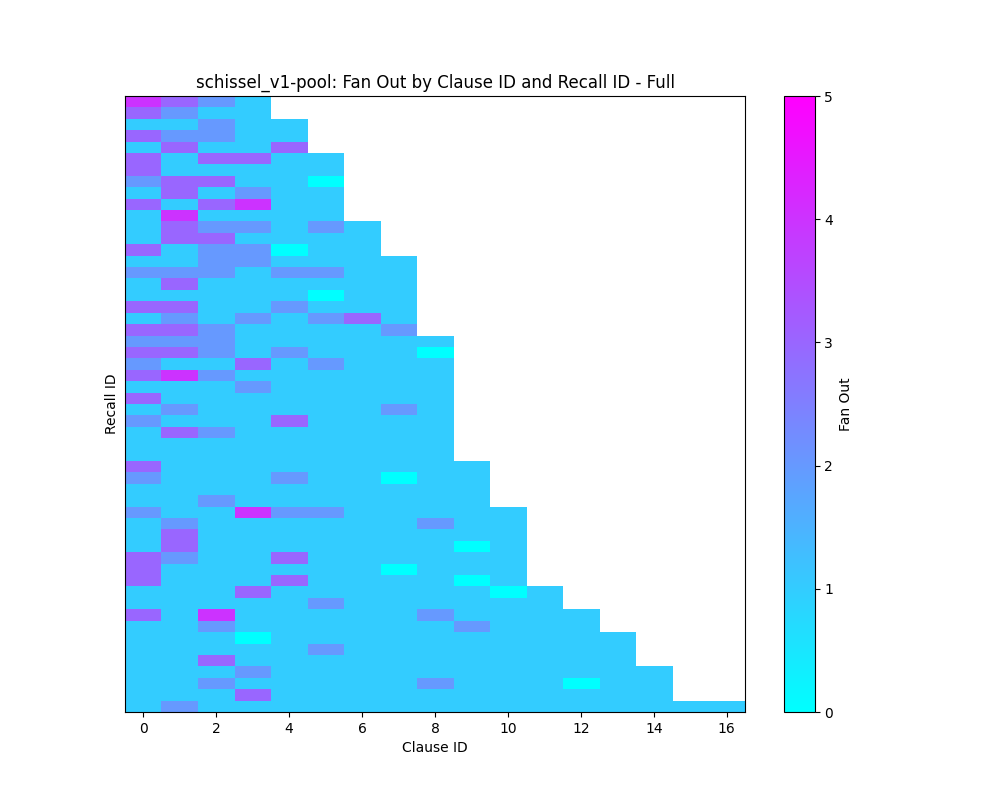 schissel_v1-pool: Fan Out by Clause ID and Recall ID - Full
Recall ID
0 2 4 6 8 10 12 14 16
Clause ID
5
4
3
2
1
0
Fan Out